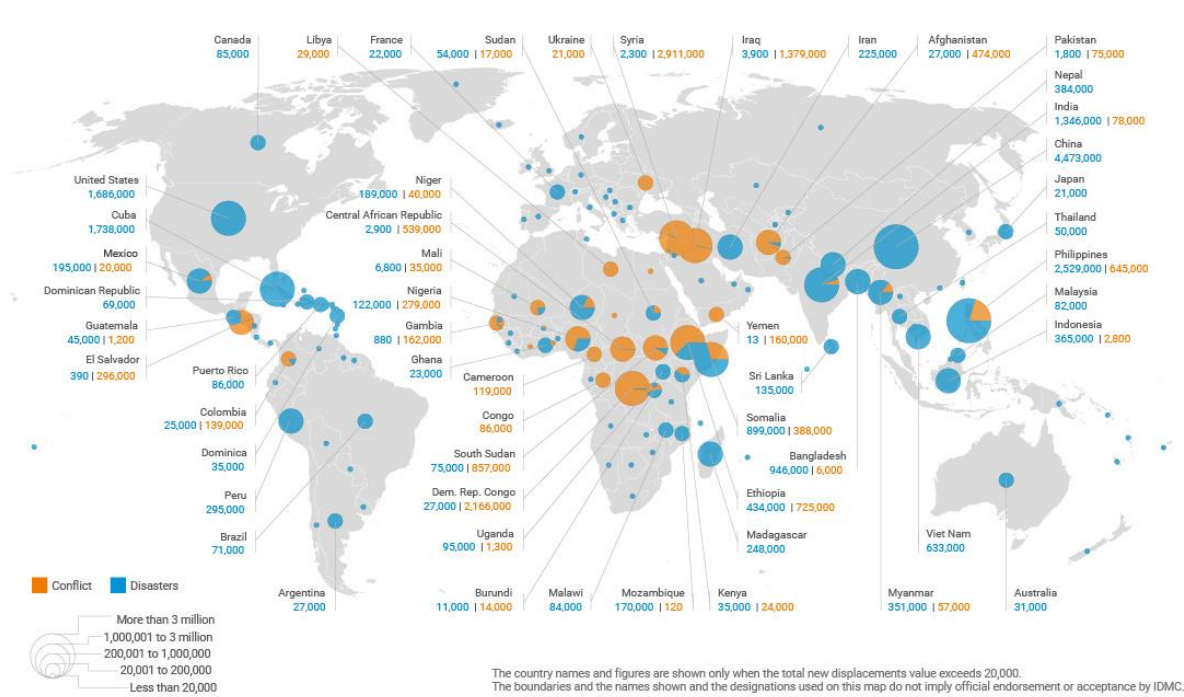 Canada
85,000
Libya
29,000
France
22,000
Sudan
54,000 | 17,000
Ukraine
21,000
Syria
2,300 | 2,911,000
Iraq
3,900 | 1,379,000
Iran
225,000
Afghanistan
27,000 | 474,000
Pakistan
1,800 | 75,000
Nepal
384,000
India
1,346,000 | 78,000
China
4,473,000
Japan
21,000
Thailand
50,000
Philippines
2,529,000 | 645,000
Malaysia
82,000
Indonesia
365,000 | 2,800
United States
1,686,000
Cuba
1,738,000
Mexico
195,000 | 20,000
Dominican Republic
69,000
Guatemala
45,000 | 1,200
El Salvador
390 | 296,000
Puerto Rico
86,000
Colombia
25,000 | 139,000
Dominica
35,000
Peru
295,000
Brazil
71,000
Argentina
27,000
Niger
189,000 | 40,000
Central African Republic
2,900 | 539,000
Mali
6,800 | 35,000
Nigeria
122,000 | 279,000
Gambia
880 | 162,000
Ghana
23,000
Cameroon
119,000
Congo
86,000
South Sudan
75,000 | 857,000
Dem. Rep. Congo
27,000 | 2,166,000
Uganda
95,000 | 1,300
Burundi
11,000 | 14,000
Malawi
84,000
Mozambique
170,000 | 120
Kenya
35,000 | 24,000
Yemen
13 | 160,000
Sri Lanka
135,000
Somalia
899,000 | 388,000
Bangladesh
946,000 | 6,000
Ethiopia
434,000 | 725,000
Madagascar
248,000
Viet Nam
633,000
Myanmar
351,000 | 57,000
Australia
31,000
Conflict
Disasters
More than 3 million
1,000,001 to 3 million
200,001 to 1,000,000
20,001 to 200,000
Less than 20,000
The country names and figures are shown only when the total new displacements value exceeds 20,000.
The boundaries and the names shown and the designations used on this map do not imply official endorsement or acceptance by IDMC.